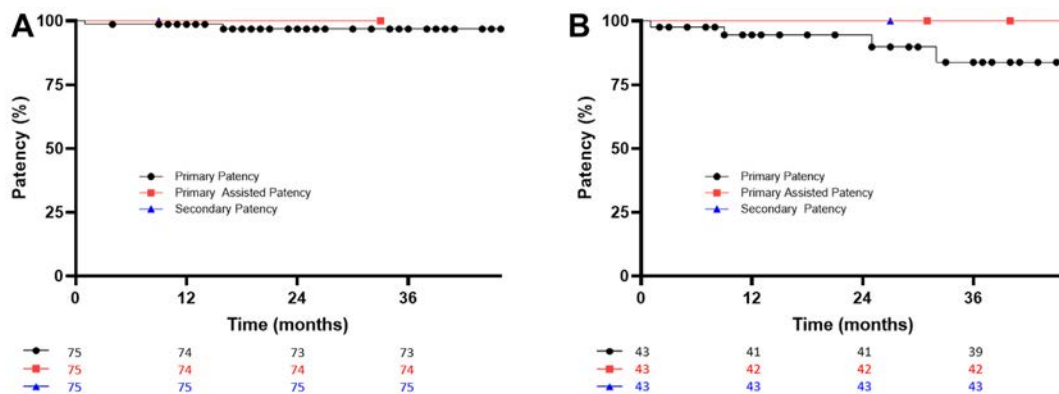 A
100
75
50
25
0
Patency (%)
Primary Patency
Primary Assisted Patency
Secondary Patency
0 12 24 36
Time (months)
75 74 73 73
75 74 74 74
75 75 75 75
B
100
75
50
25
0
Patency (%)
Primary Patency
Primary Assisted Patency
Secondary Patency
0 12 24 36
Time (months)
43 41 41 39
43 42 42 42
43 43 43 43